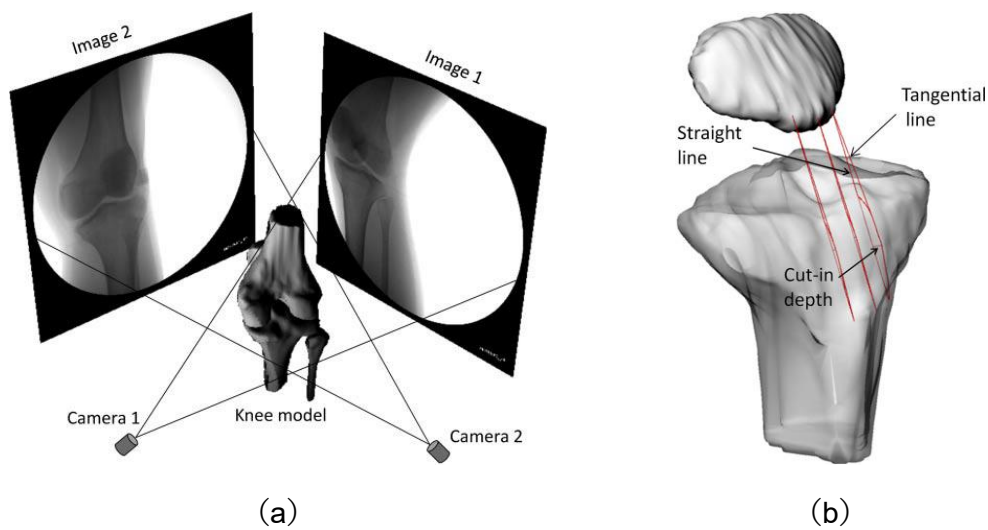 Image 2
Image 1
Camera 1
Knee model
Camera 2
(a)
Tangential
line
Straight
line
Cut-in
depth
(b)